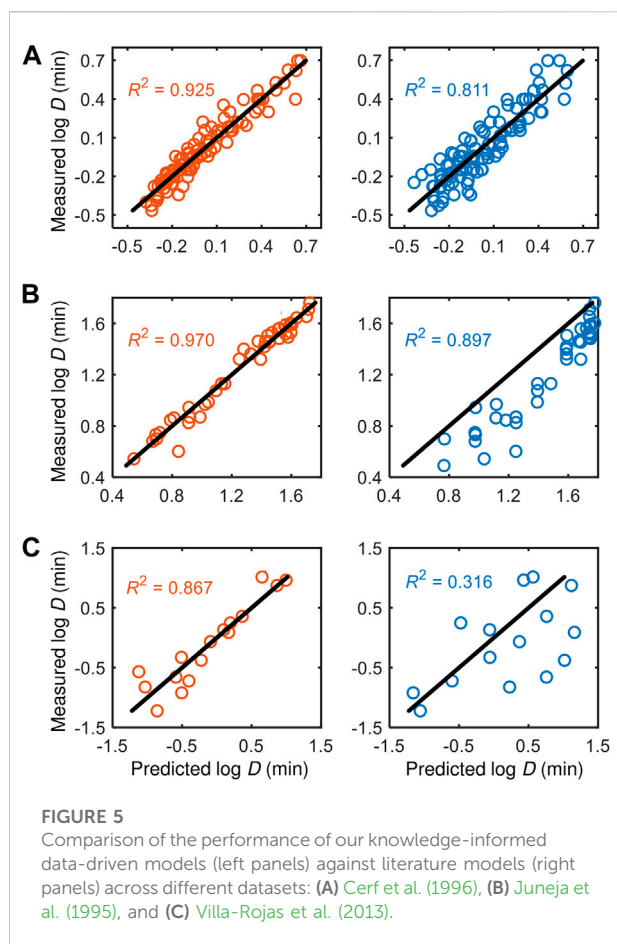 A
Measured log D (min)
0.7
0.4
0.1
-0.2
-0.5
R² = 0.925
-0.5 -0.2 0.1 0.4 0.7
0.7
0.4
0.1
-0.2
-0.5
R² = 0.811
-0.5 -0.2 0.1 0.4 0.7
B
Measured log D (min)
1.6
1.2
0.8
0.4
R² = 0.970
0.4 0.8 1.2 1.6
1.6
1.2
0.8
0.4
R² = 0.897
0.4 0.8 1.2 1.6
C
Measured log D (min)
1.5
0.5
-0.5
-1.5
R² = 0.867
-1.5 -0.5 0.5 1.5
Predicted log D (min)
1.5
0.5
-0.5
-1.5
R² = 0.316
-1.5 -0.5 0.5 1.5
Predicted log D (min)
FIGURE 5
Comparison of the performance of our knowledge-informed
data-driven models (left panels) against literature models (right
panels) across different datasets: (A) Cerf et al. (1996), (B) Juneja et
al. (1995), and (C) Villa-Rojas et al. (2013).